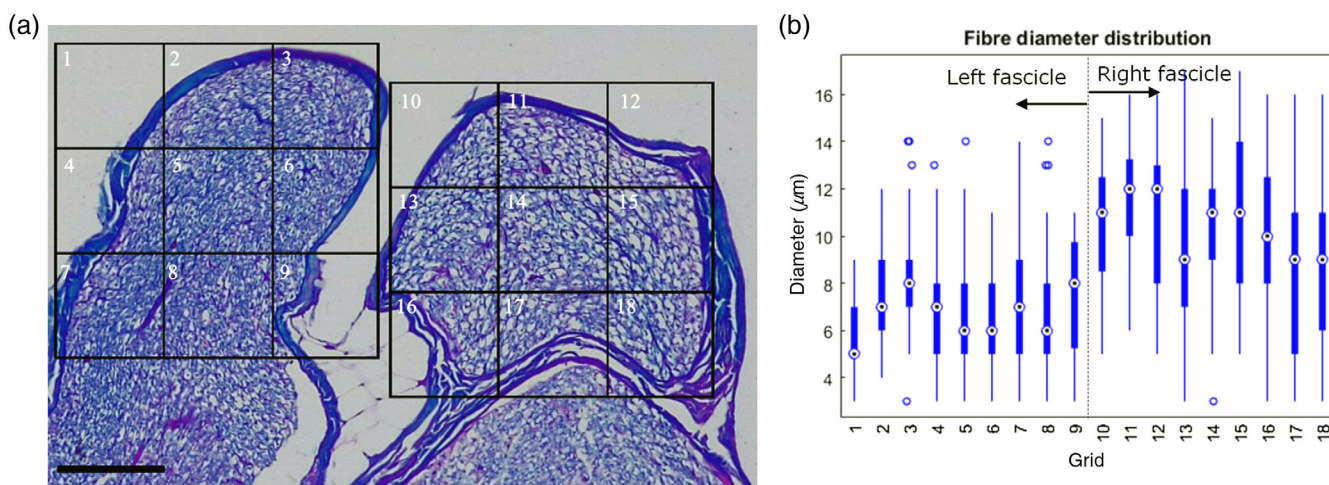 (a)
1 2 3
4 5 6
7 8 9
10 11 12
13 14 15
16 17 18
(b)
Fibre diameter distribution
Left fascicle Right fascicle
Diameter (μm)
16
14
12
10
8
6
4
1 2 3 4 5 6 7 8 9 10 11 12 13 14 15 16 17 18
Grid